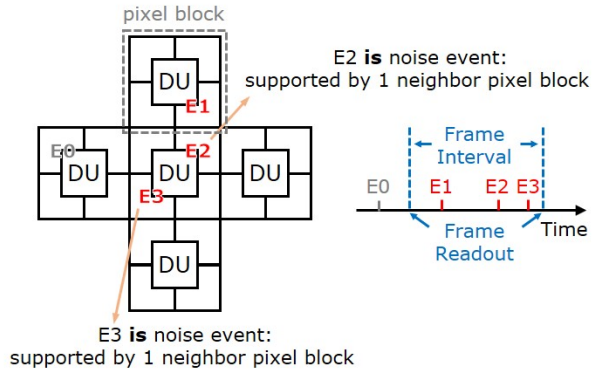 pixel block
DU
E1
E2 is noise event:
supported by 1 neighbor pixel block
E0
DU
E2
DU
E3
DU
DU
E3 is noise event:
supported by 1 neighbor pixel block
Frame
Interval
E0
E1
E2
E3
Time
Frame
Readout